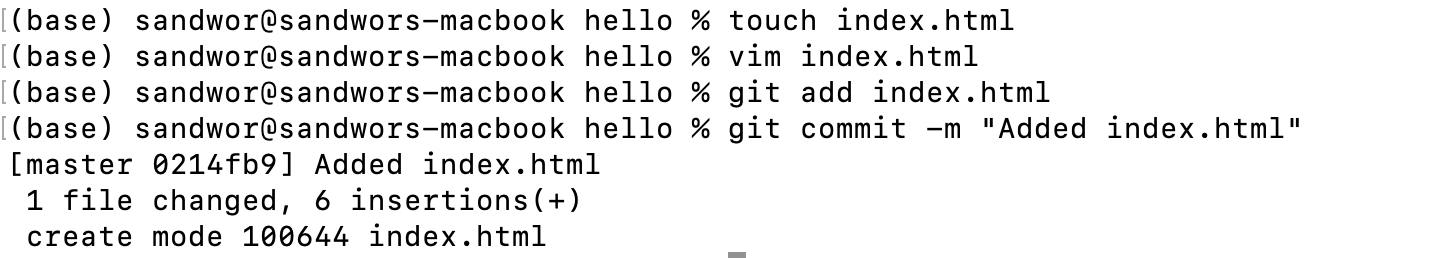 [(base) sandwor@sandwors-macbook hello % touch index.html
[(base) sandwor@sandwors-macbook hello % vim index.html
[(base) sandwor@sandwors-macbook hello % git add index.html
[(base) sandwor@sandwors-macbook hello % git commit -m "Added index.html"
[master 0214fb9] Added index.html
1 file changed, 6 insertions(+)
create mode 100644 index.html